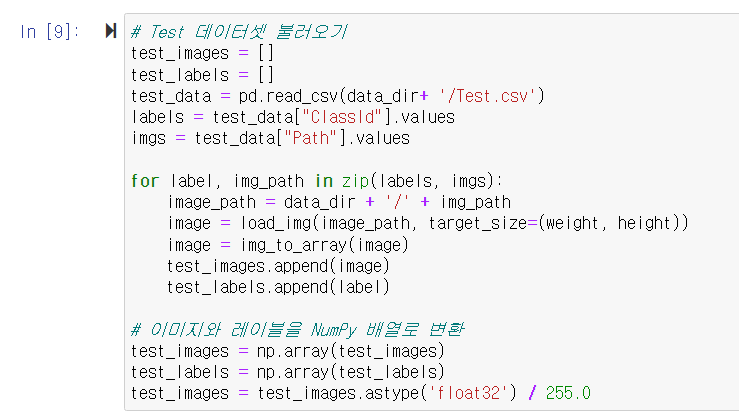 In [9]:
# Test 데이터셋 불러오기
test_images = []
test_labels = []
test_data = pd.read_csv(data_dir+ '/Test.csv')
labels = test_data["ClassId"].values
imgs = test_data["Path"].values

for label, img_path in zip(labels, imgs):
    image_path = data_dir + '/' + img_path
    image = load_img(image_path, target_size=(weight, height))
    image = img_to_array(image)
    test_images.append(image)
    test_labels.append(label)

# 이미지와 레이블을 NumPy 배열로 변환
test_images = np.array(test_images)
test_labels = np.array(test_labels)
test_images = test_images.astype('float32') / 255.0